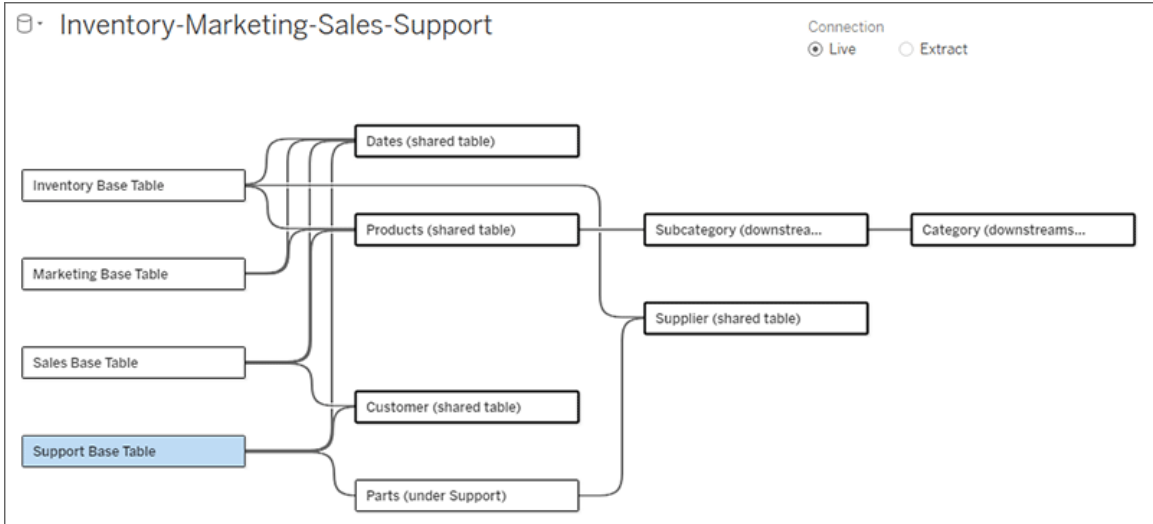 Inventory-Marketing-Sales-Support
Connection
Live
Extract
Dates (shared table)
Inventory Base Table
Products (shared table)
Subcategory (downstrea...
Category (downstreams...
Marketing Base Table
Supplier (shared table)
Sales Base Table
Customer (shared table)
Support Base Table
Parts (under Support)